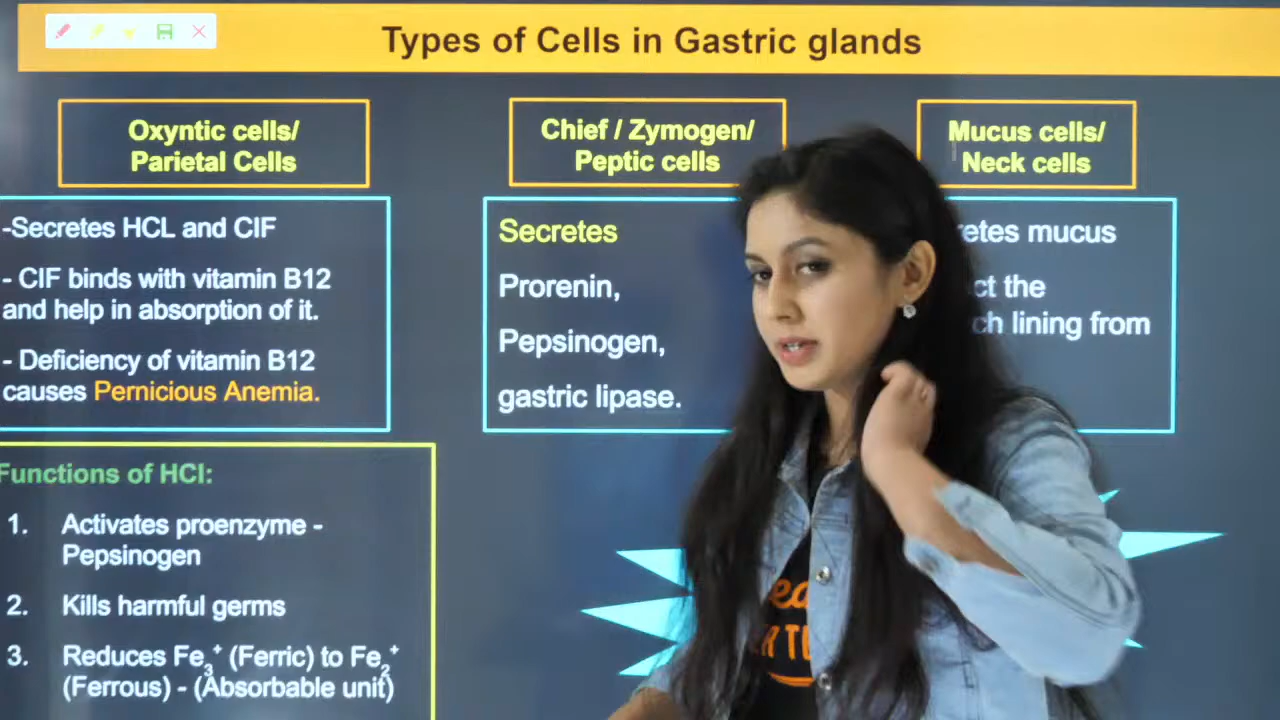 Types of Cells in Gastric glands
Oxyntic cells/
Parietal Cells
-Secretes HCL and CIF
- CIF binds with vitamin B12
and help in absorption of it.
- Deficiency of vitamin B12
causes Pernicious Anemia.
Functions of HCl:
1. Activates proenzyme -
Pepsinogen
2. Kills harmful germs
3. Reduces Fe3+ (Ferric) to Fe2+
(Ferrous) - (Absorbable unit)
Chief / Zymogen/
Peptic cells
Secretes
Prorenin,
Pepsinogen,
gastric lipase.
Mucus cells/
Neck cells
mucus
the
lining from